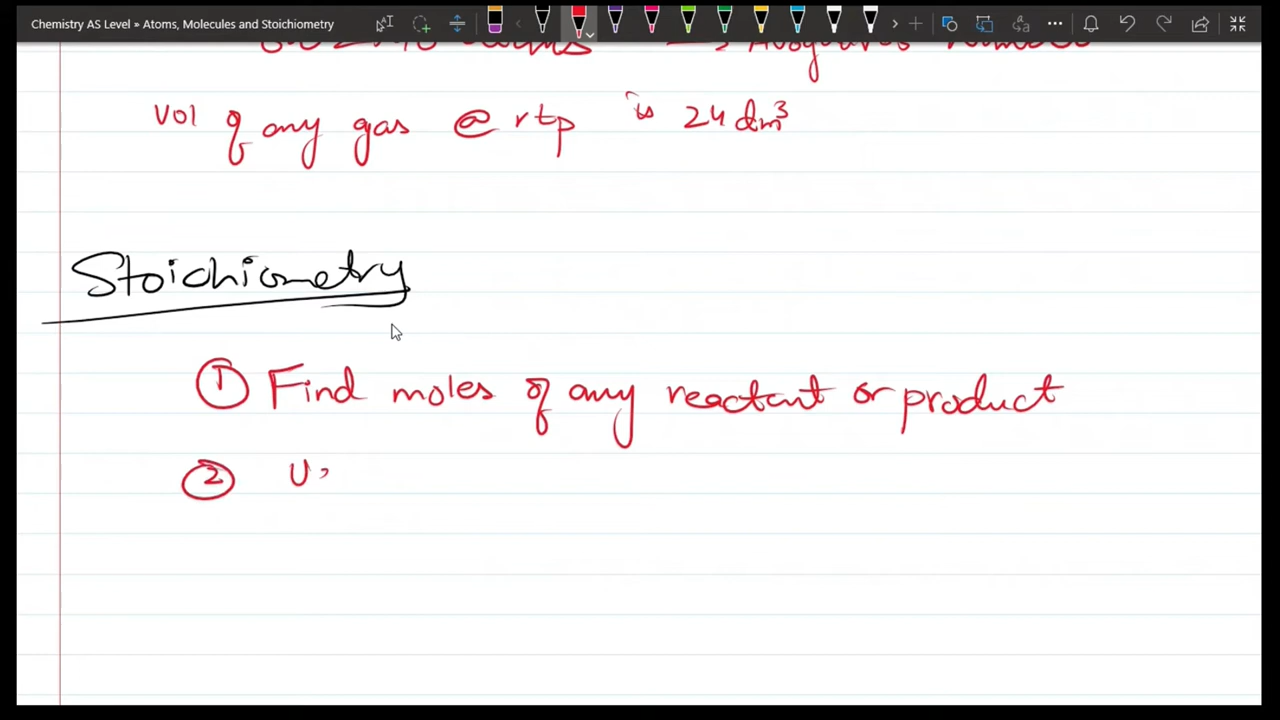 Chemistry AS Level » Atoms, Molecules and Stoichiometry
Vol of any gas @ rtp is 24 dm³
Stoichiometry
① Find moles of any reactant or product
②